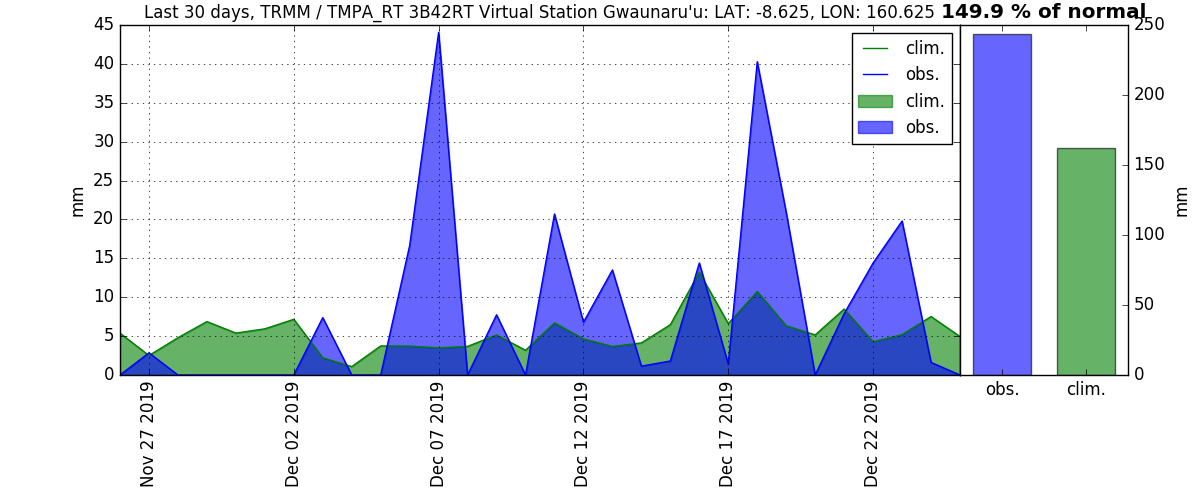 Last 30 days, TRMM / TMPA_RT 3B42RT Virtual Station Gwaunaru'u: LAT: -8.625, LON: 160.625 149.9 % of normal
45
40
35
30
25
20
15
10
5
0
mm
clim.
obs.
clim.
obs.
Nov 27 2019
Dec 02 2019
Dec 07 2019
Dec 12 2019
Dec 17 2019
Dec 22 2019
250
200
150
100
50
0
mm
obs. clim.